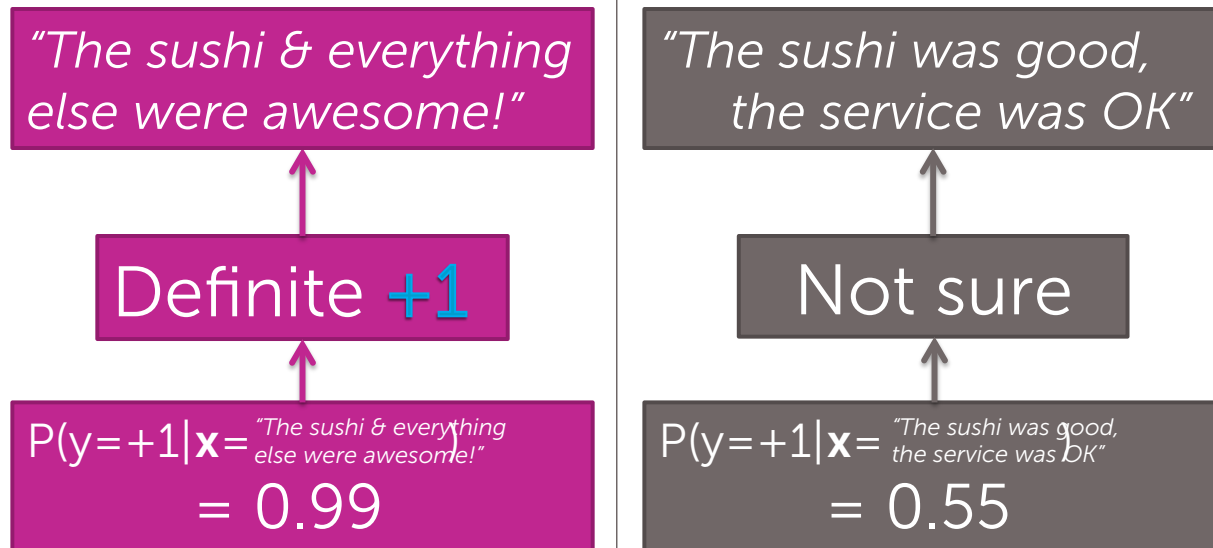 “The sushi & everything
else were awesome!”
Definite +1
P(y=+1|x= “The sushi & everything
else were awesome!” )
= 0.99
“The sushi was good,
the service was OK”
Not sure
P(y=+1|x= “The sushi was good,
the service was OK” )
= 0.55